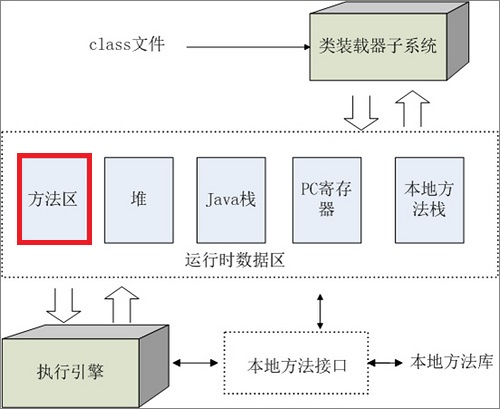 class文件
类装载器子系统
方法区
堆
Java栈
PC寄存
器
本地方
法栈
运行时数据区
执行引擎
本地方法接口
本地方法库